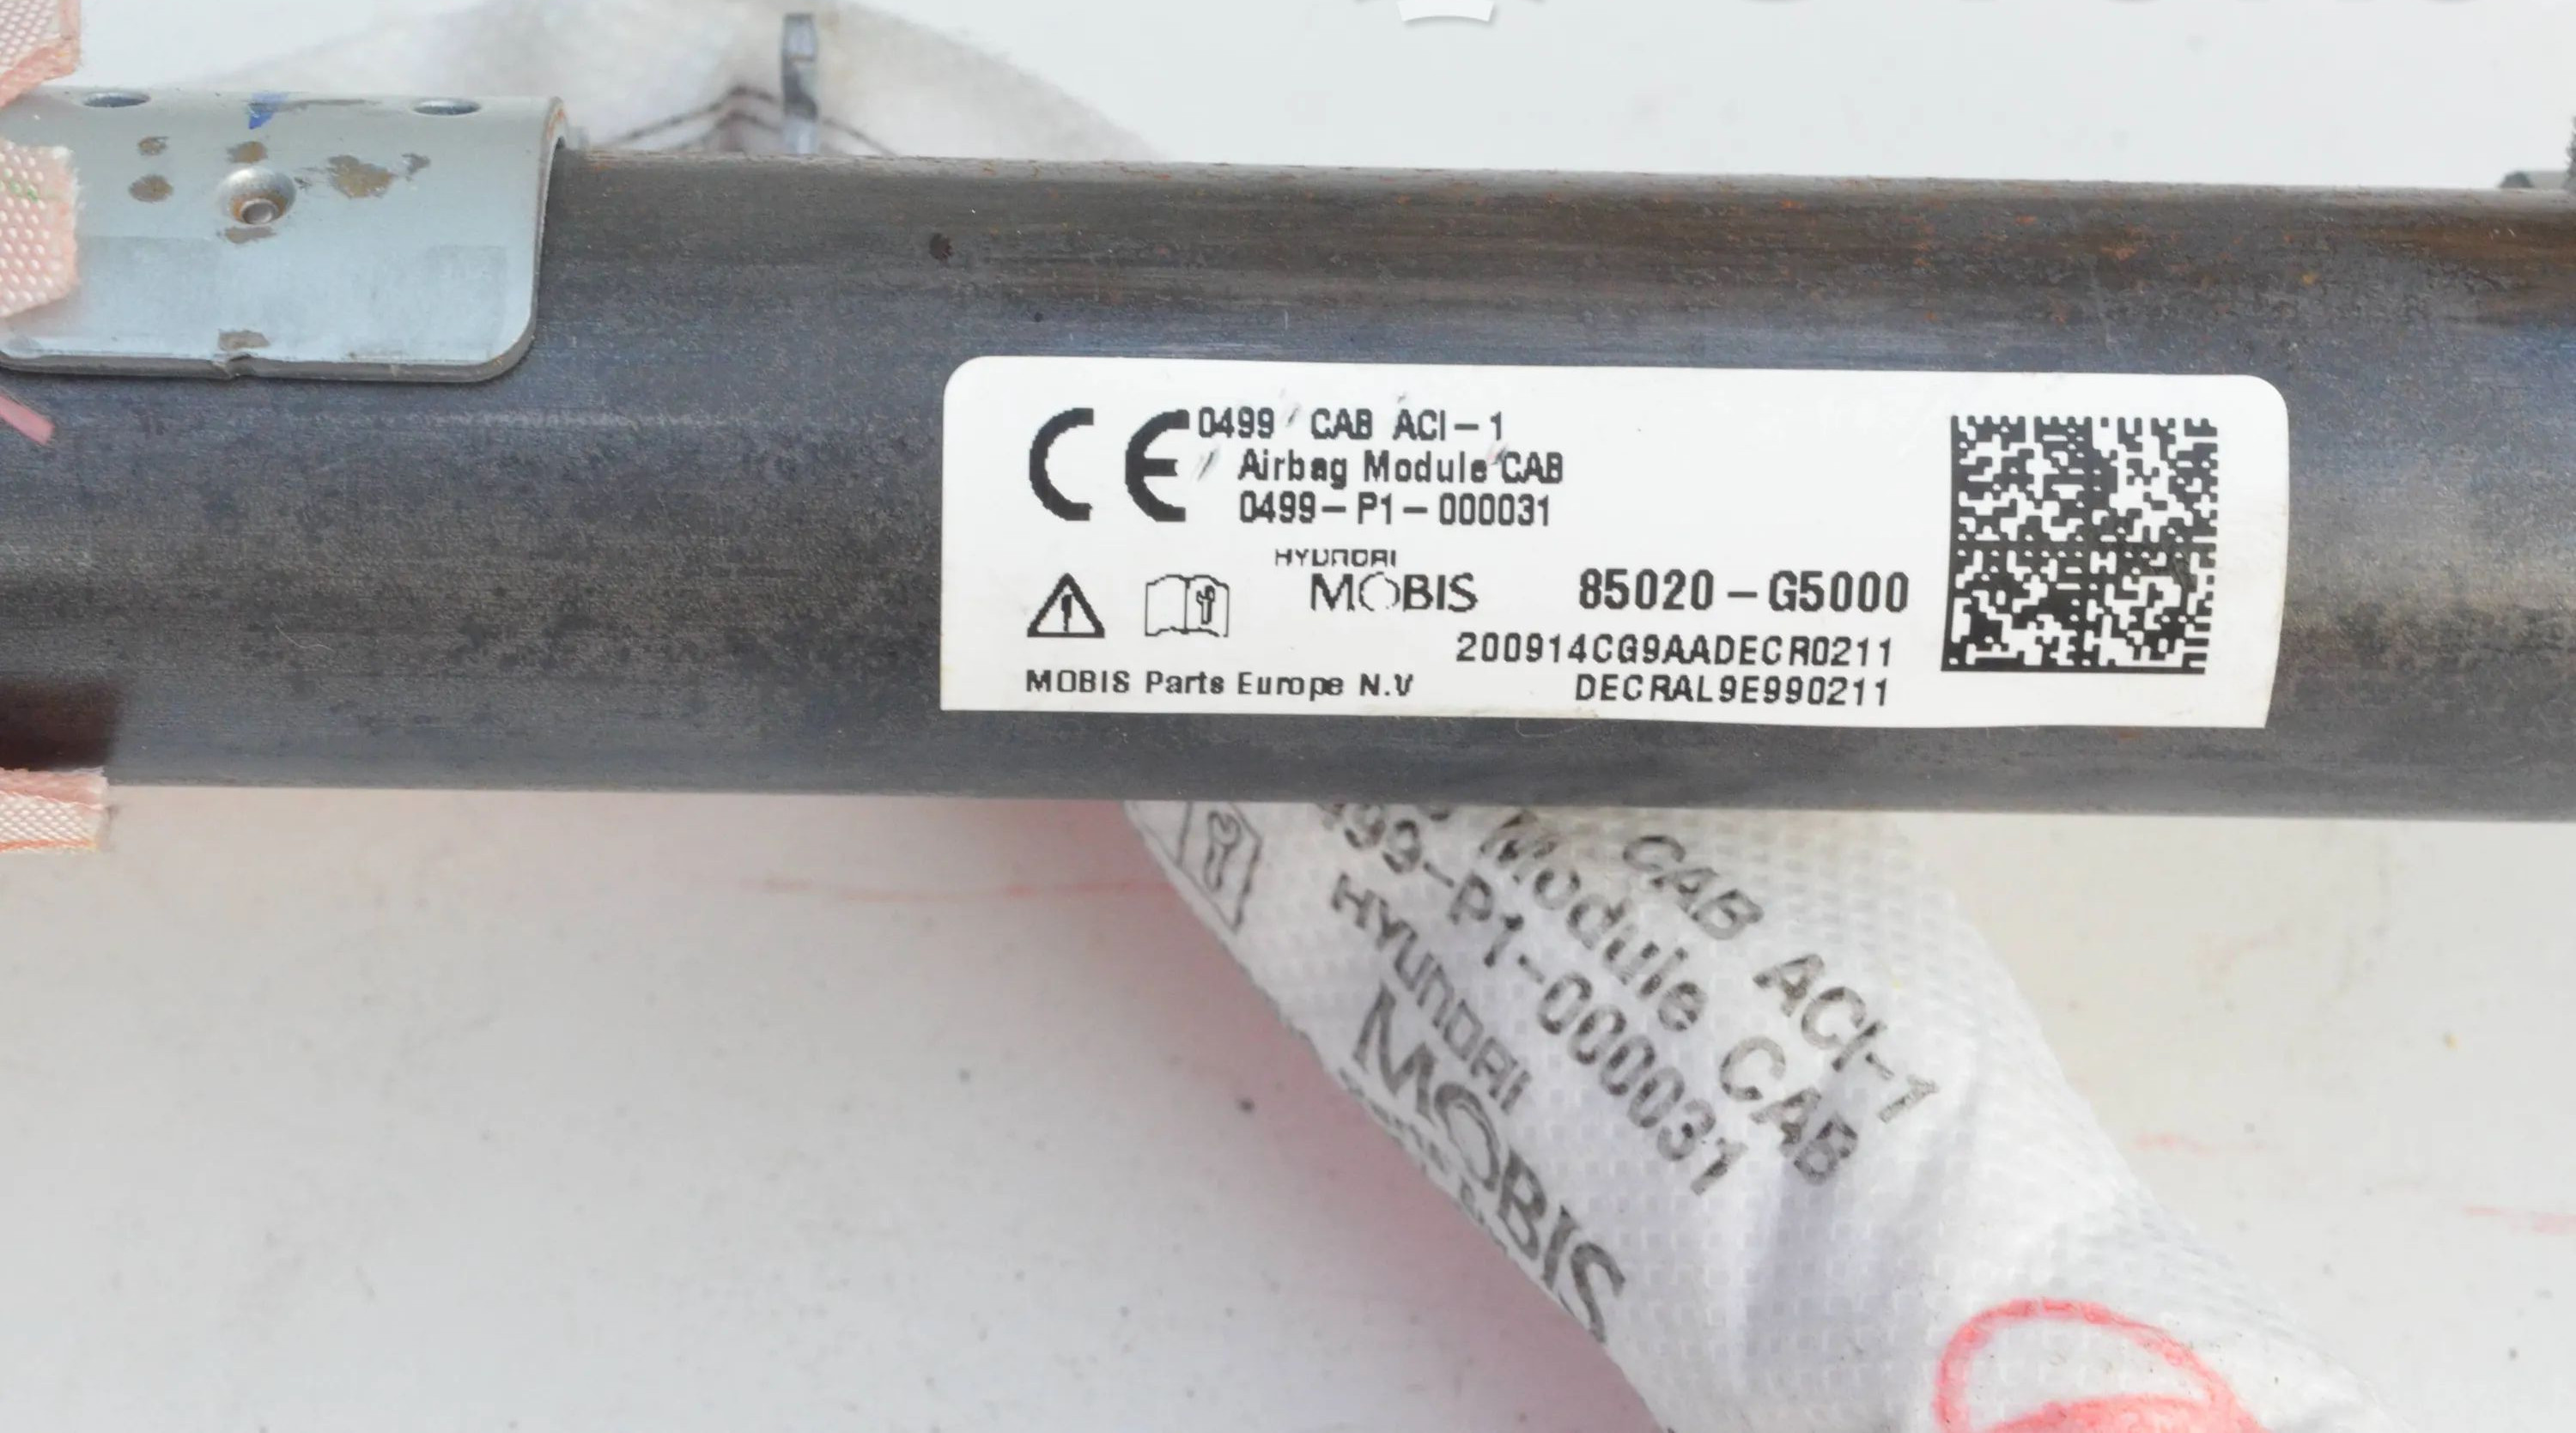 CE 0499 CAB ACI-1
Airbag Module CAB
0499-P1-000031
HYUNDAI
MOBIS 85020-G5000
200914CG9AADECR0211
MOBIS Parts Europe N.V DECRAL9E990211
CAB ACI-1
Module CAB
99-P1-000031
HYUNDAI
MOBIS